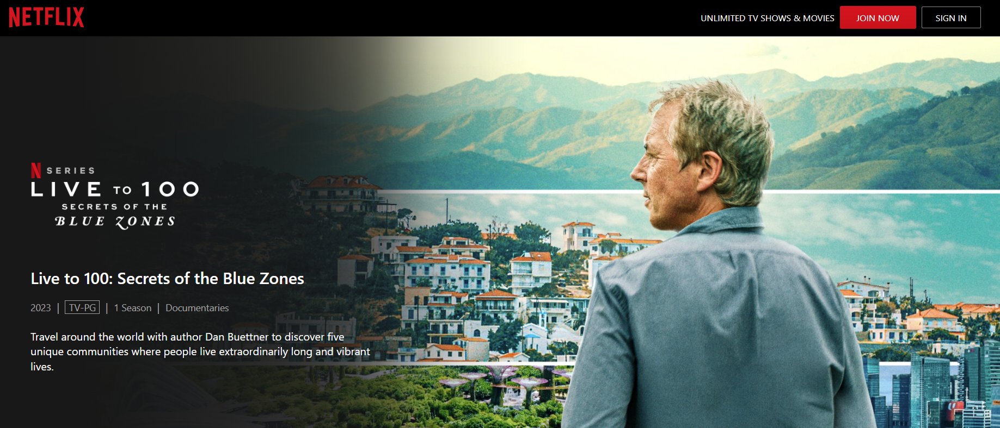 NETFLIX
UNLIMITED TV SHOWS & MOVIES
JOIN NOW
SIGN IN
N SERIES
LIVE TO 100
SECRETS OF THE
BLUE ZONES
Live to 100: Secrets of the Blue Zones
2023 | TV-PG | 1 Season | Documentaries
Travel around the world with author Dan Buettner to discover five
unique communities where people live extraordinarily long and vibrant
lives.